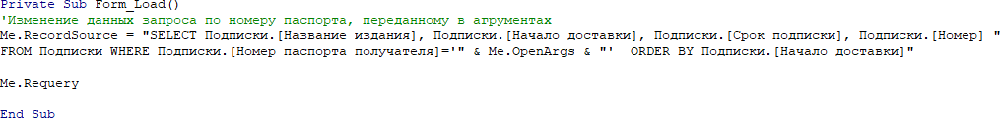 Private Sub Form_Load()
'Изменение данных запроса по номеру паспорта, переданному в агрументах
Me.RecordSource = "SELECT Подписки.[Название издания], Подписки.[Начало доставки], Подписки.[Срок подписки], Подписки.[Номер] "
FROM Подписки WHERE Подписки.[Номер паспорта получателя]='" & Me.OpenArgs & "'  ORDER BY Подписки.[Начало доставки]"
Me.Requery
End Sub